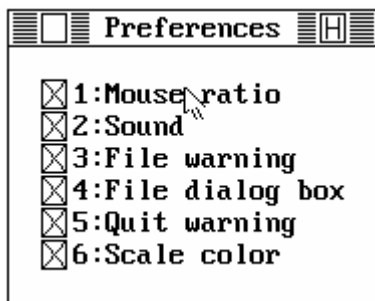 Preferences H
1:Mouse ratio
2:Sound
3:File warning
4:File dialog box
5:Quit warning
6:Scale color